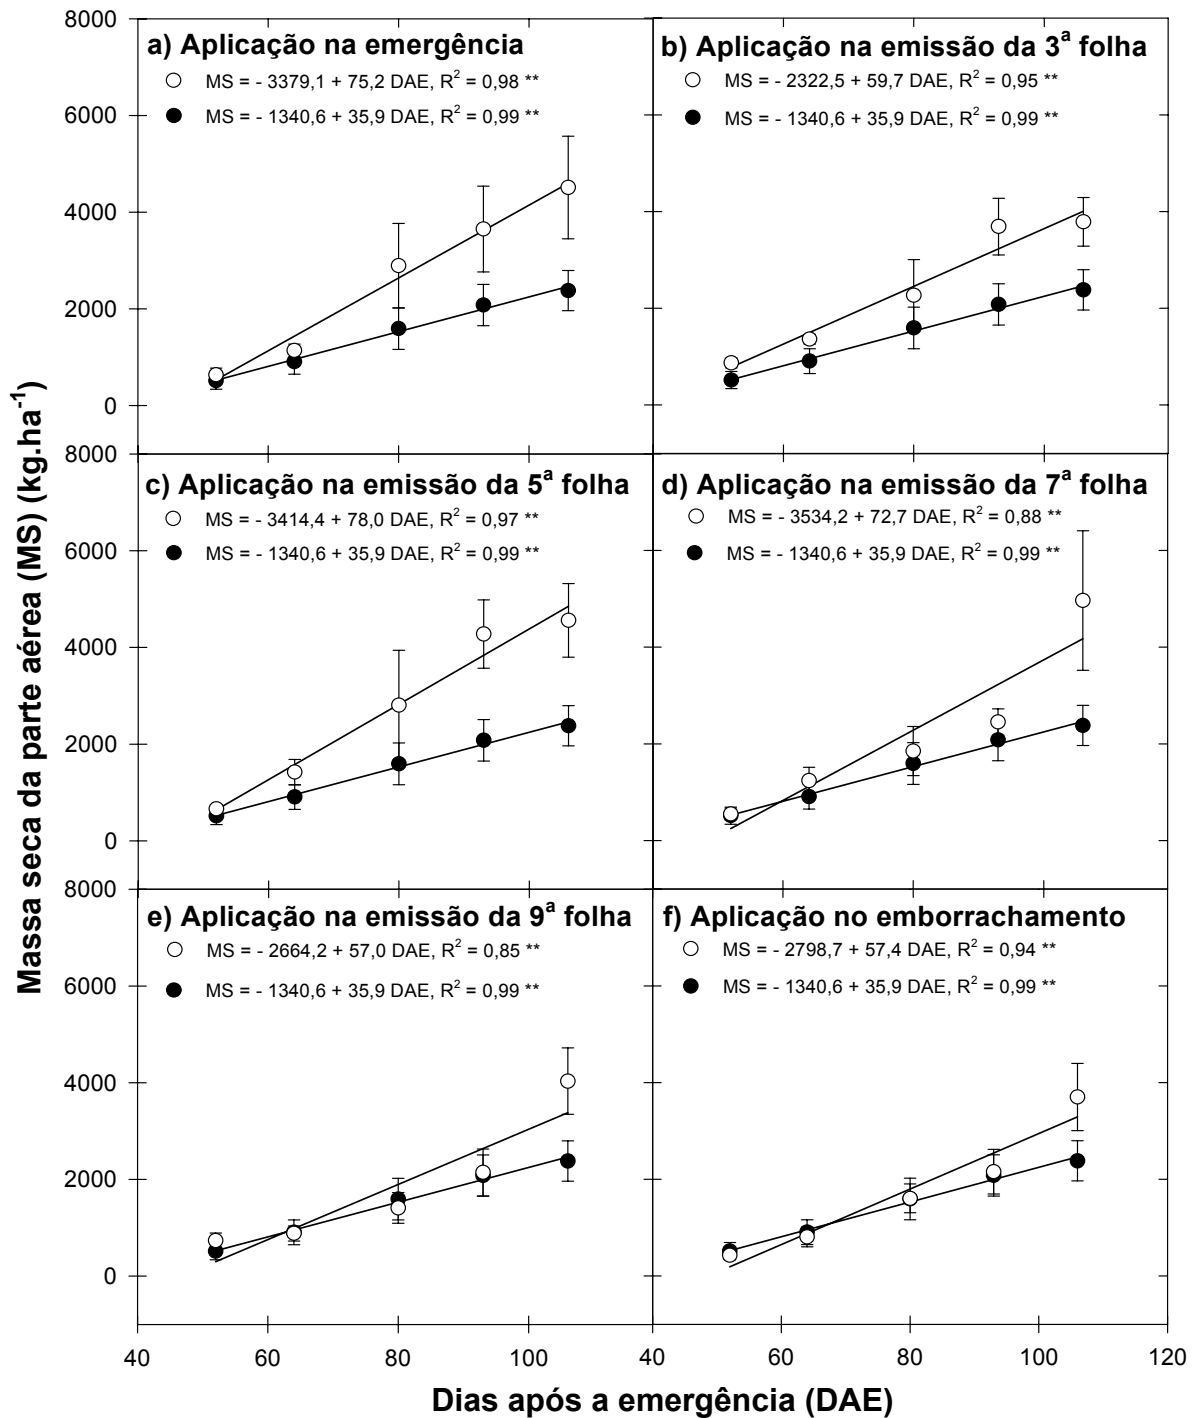 Massa seca da parte aérea (MS) (kg.ha⁻¹)
8000
6000
4000
2000
0
a) Aplicação na emergência
MS = - 3379,1 + 75,2 DAE, R² = 0,98 **
MS = - 1340,6 + 35,9 DAE, R² = 0,99 **
b) Aplicação na emissão da 3ª folha
MS = - 2322,5 + 59,7 DAE, R² = 0,95 **
MS = - 1340,6 + 35,9 DAE, R² = 0,99 **
8000
6000
4000
2000
0
c) Aplicação na emissão da 5ª folha
MS = - 3414,4 + 78,0 DAE, R² = 0,97 **
MS = - 1340,6 + 35,9 DAE, R² = 0,99 **
d) Aplicação na emissão da 7ª folha
MS = - 3534,2 + 72,7 DAE, R² = 0,88 **
MS = - 1340,6 + 35,9 DAE, R² = 0,99 **
8000
6000
4000
2000
0
e) Aplicação na emissão da 9ª folha
MS = - 2664,2 + 57,0 DAE, R² = 0,85 **
MS = - 1340,6 + 35,9 DAE, R² = 0,99 **
f) Aplicação no emborrachamento
MS = - 2798,7 + 57,4 DAE, R² = 0,94 **
MS = - 1340,6 + 35,9 DAE, R² = 0,99 **
40 60 80 100 40 60 80 100 120
Dias após a emergência (DAE)